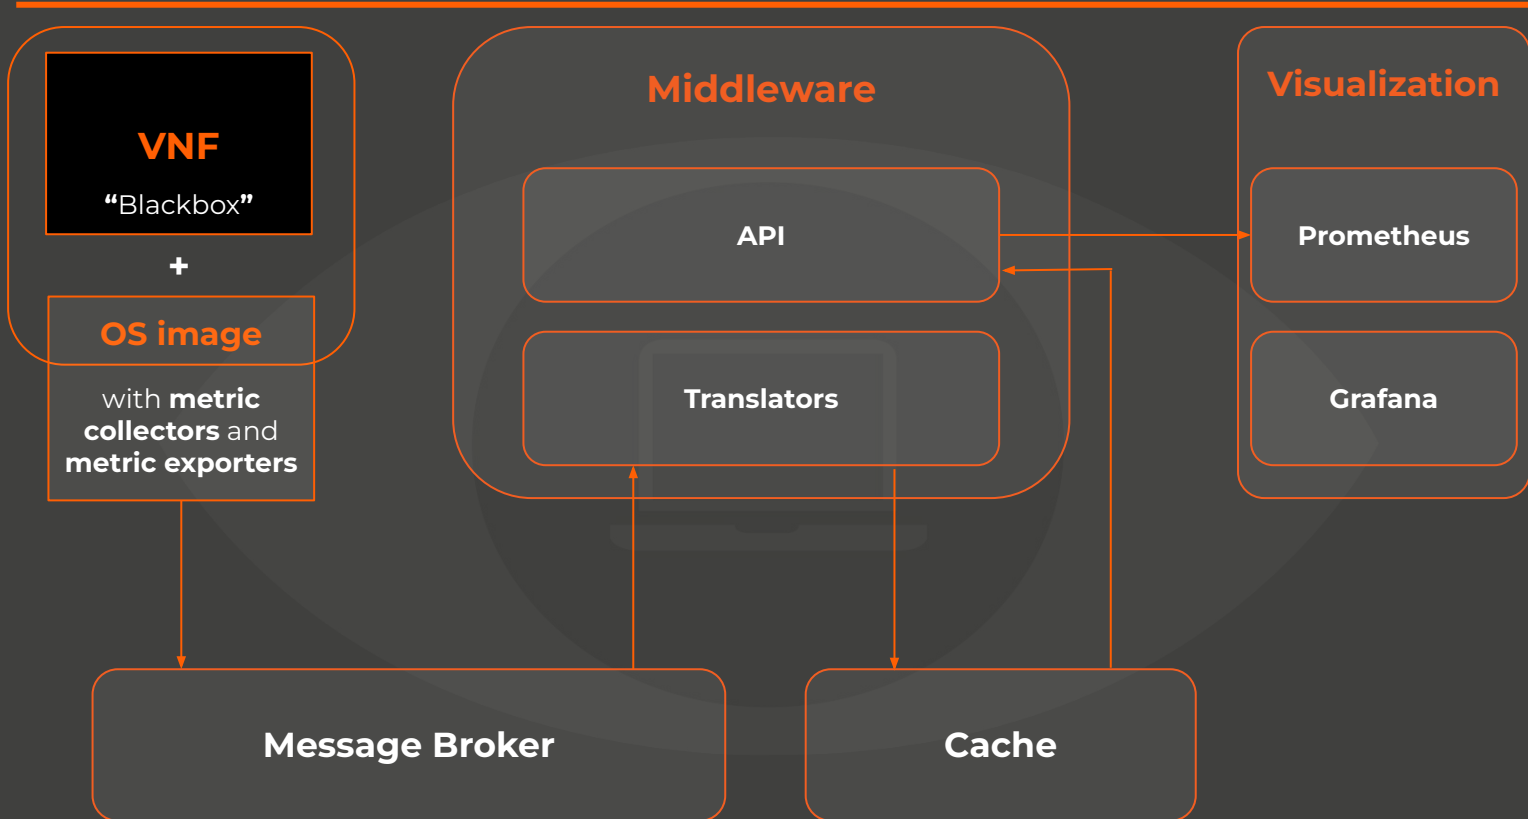 VNF
“Blackbox”
+
OS image
with metric
collectors and
metric exporters
Middleware
API
Translators
Visualization
Prometheus
Grafana
Message Broker
Cache